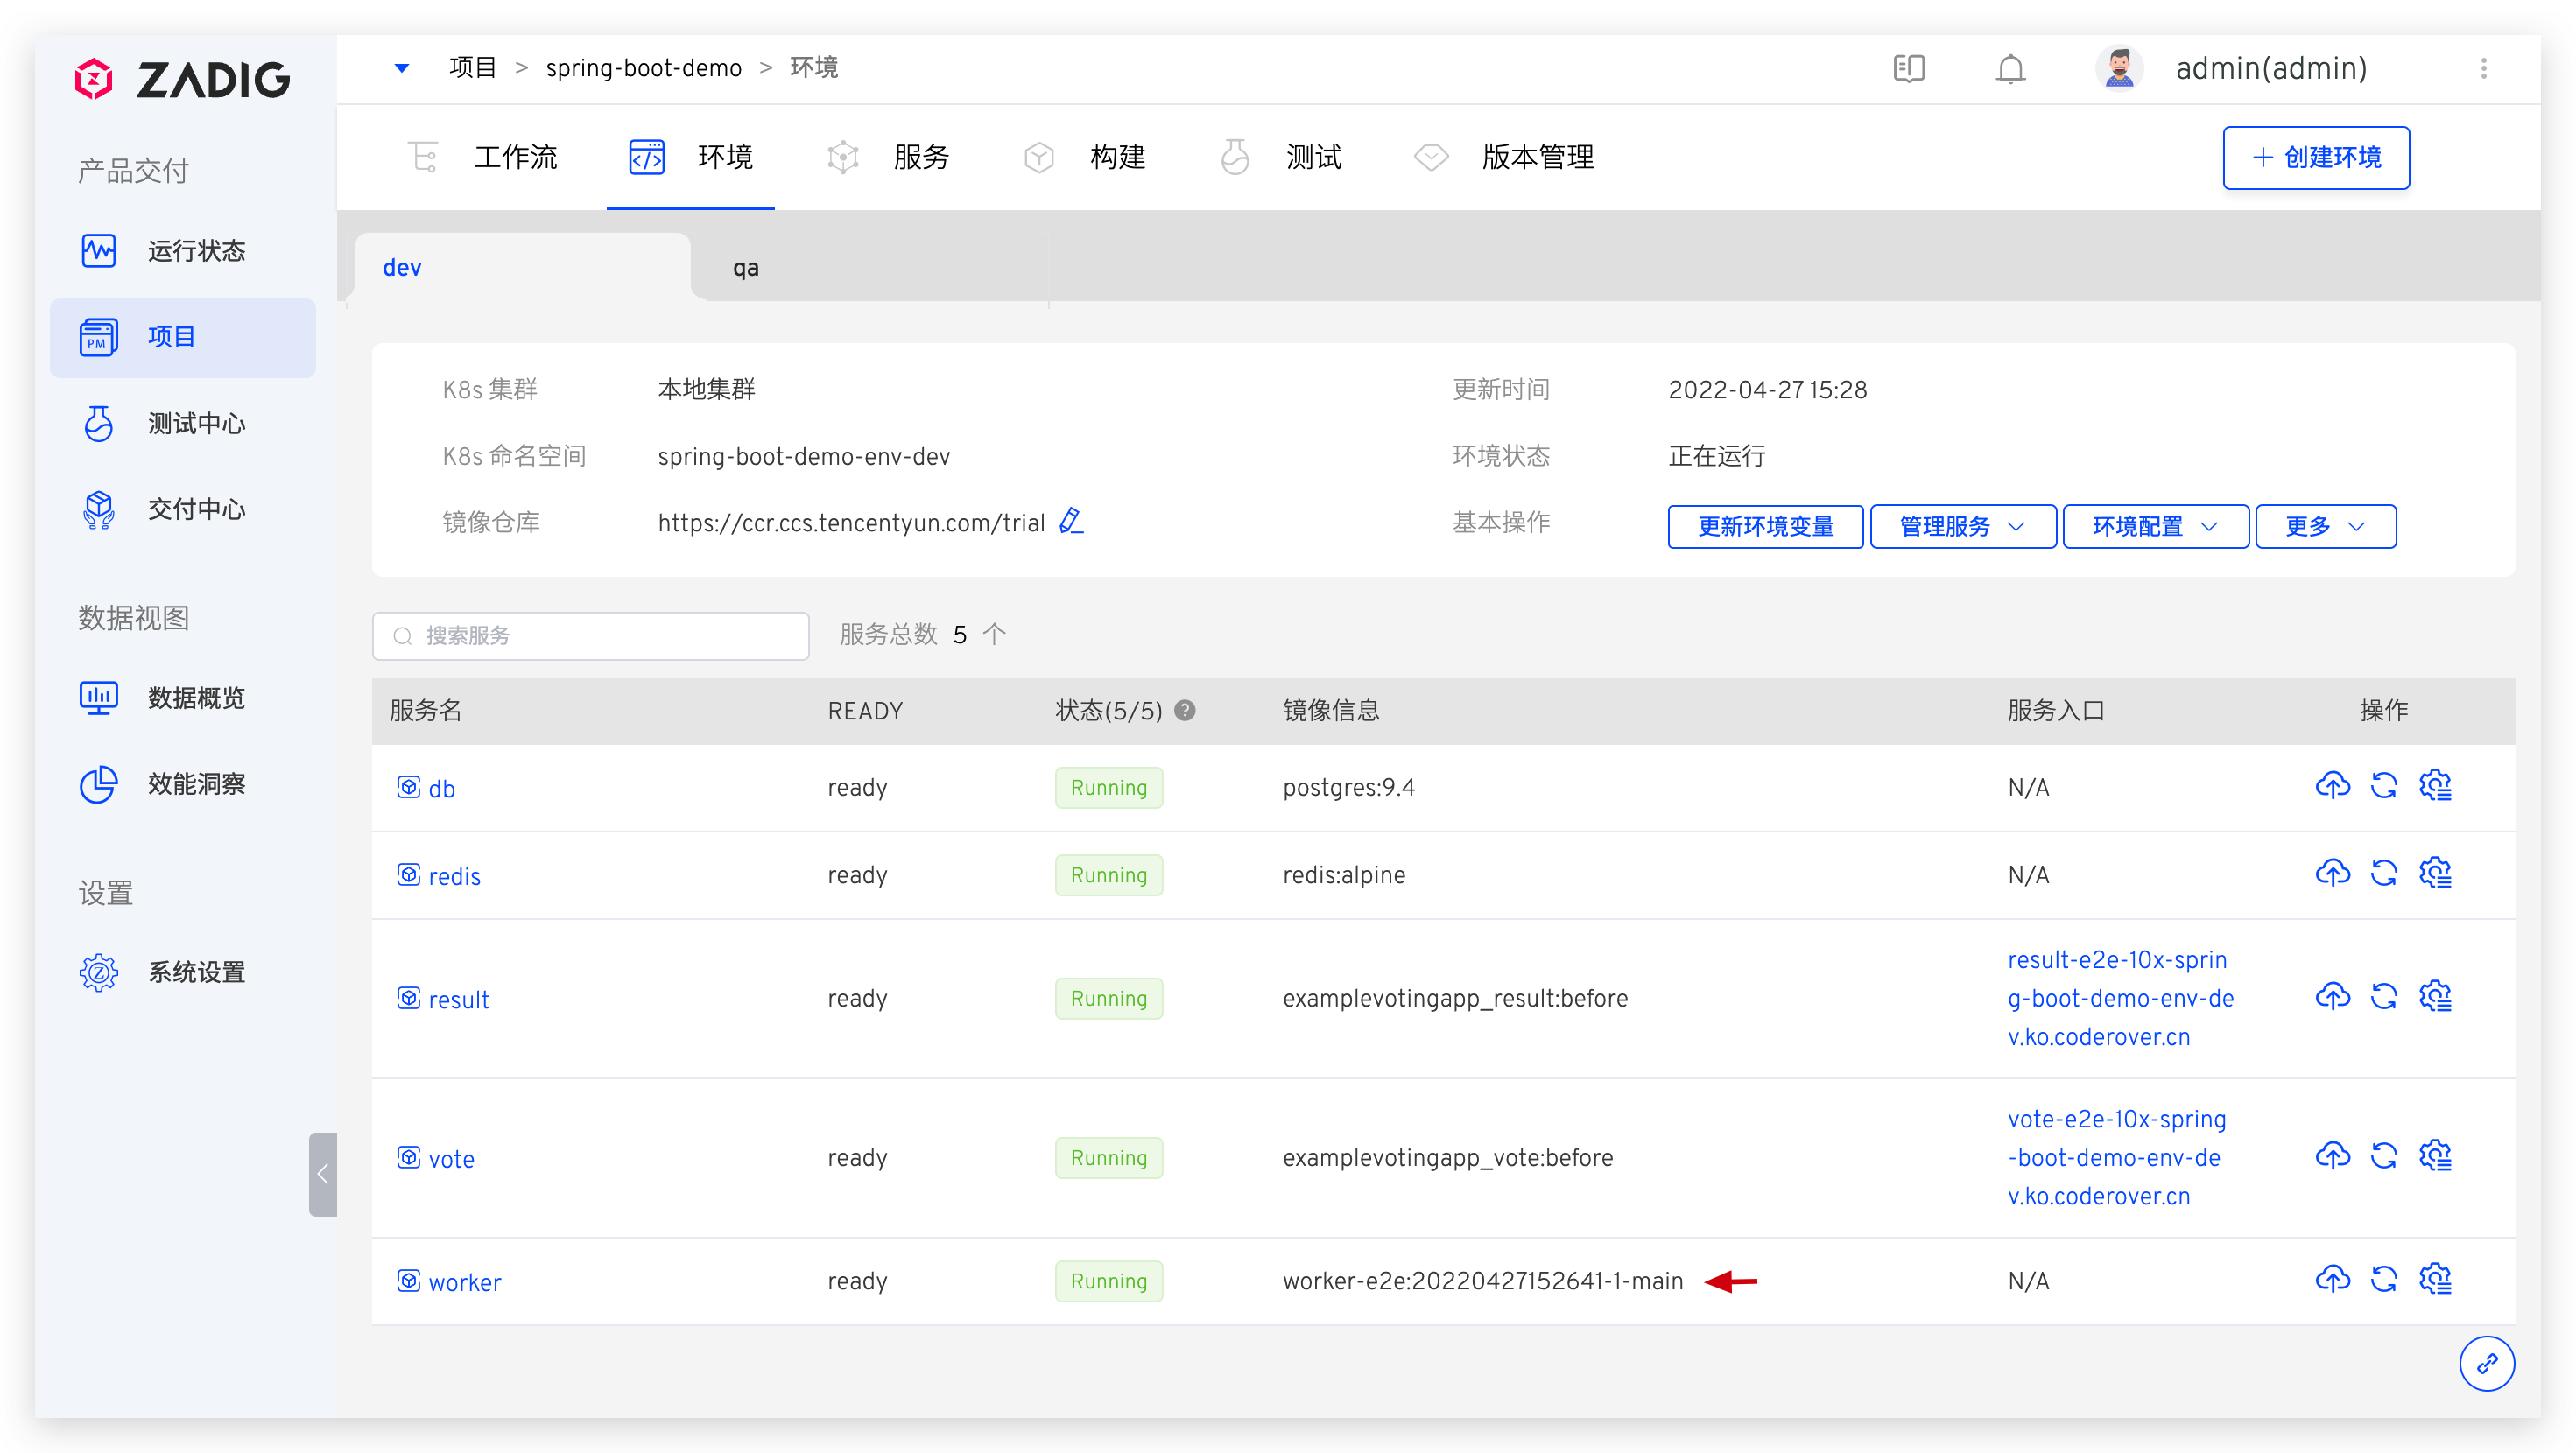 ZADIG
项目 > spring-boot-demo > 环境
admin(admin)
产品交付
运行状态
PM
项目
测试中心
交付中心
数据视图
数据概览
效能洞察
设置
系统设置
工作流
环境
服务
构建
测试
版本管理
+ 创建环境
dev
qa
K8s 集群 本地集群
更新时间 2022-04-27 15:28
K8s 命名空间 spring-boot-demo-env-dev
环境状态 正在运行
镜像仓库 https://ccr.ccs.tencentyun.com/trial
基本操作 更新环境变量 管理服务 环境配置 更多
搜索服务
服务总数 5 个
服务名 READY 状态(5/5) ? 镜像信息 服务入口 操作
db ready Running postgres:9.4 N/A
redis ready Running redis:alpine N/A
result ready Running examplevotingapp_result:before
result-e2e-10x-sprin
g-boot-demo-env-de
v.ko.coderover.cn
vote ready Running examplevotingapp_vote:before
vote-e2e-10x-spring
-boot-demo-env-de
v.ko.coderover.cn
worker ready Running worker-e2e:20220427152641-1-main N/A